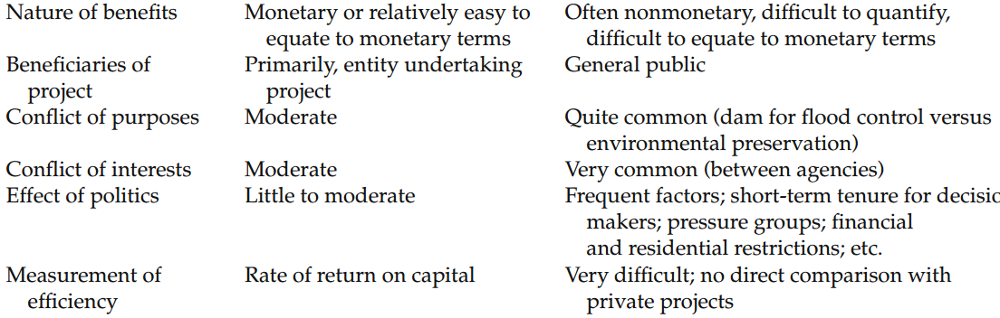 Nature of benefits Monetary or relatively easy to Often nonmonetary, difficult to quantify,
equate to monetary terms difficult to equate to monetary terms
Beneficiaries of Primarily, entity undertaking General public
project project
Conflict of purposes Moderate Quite common (dam for flood control versus
environmental preservation)
Conflict of interests Moderate Very common (between agencies)
Effect of politics Little to moderate Frequent factors; short-term tenure for decisio
makers; pressure groups; financial
and residential restrictions; etc.
Measurement of Rate of return on capital Very difficult; no direct comparison with
efficiency private projects